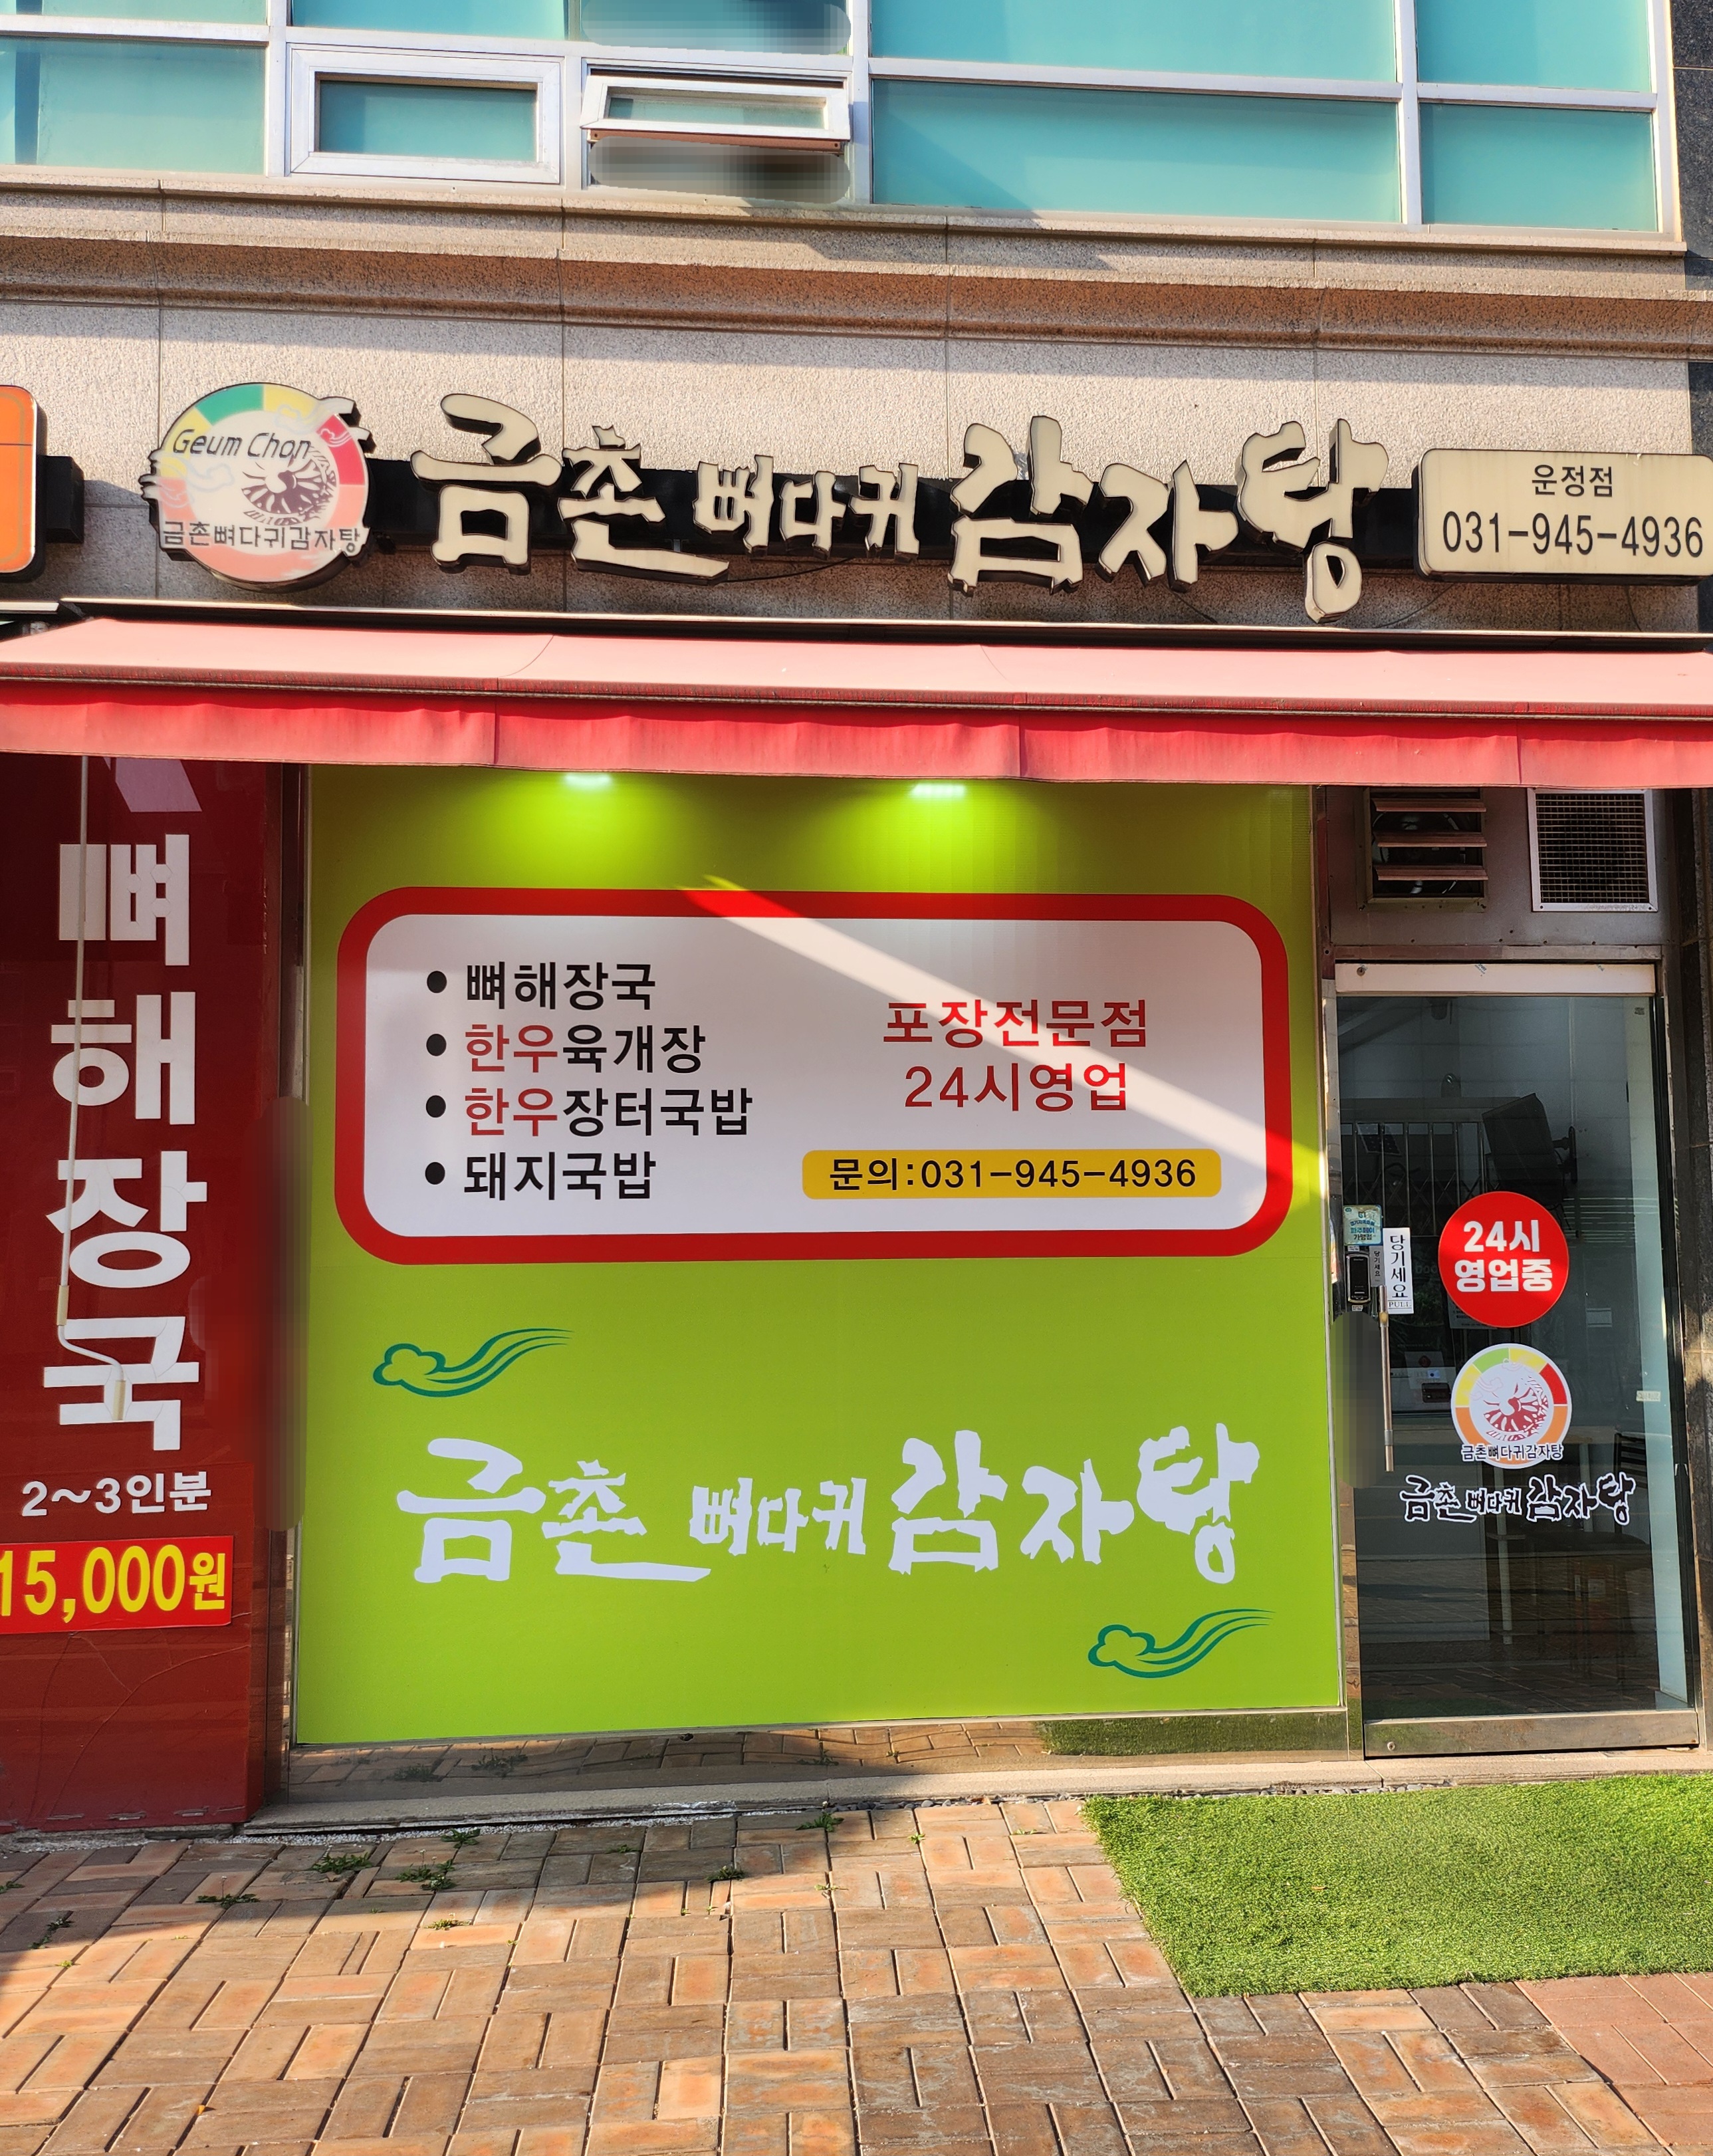 Geum Chon
금촌뼈다귀감자탕
금촌 뼈다귀 감자탕
운정점
031-945-4936
뼈해장국
2~3인분
15,000원
• 뼈해장국
• 한우육개장
• 한우장터국밥
• 돼지국밥
포장전문점
24시영업
문의:031-945-4936
금촌 뼈다귀 감자탕
당기세요
PULL
당기세요
24시
영업중
금촌뼈다귀감자탕
금촌 뼈다귀 감자탕